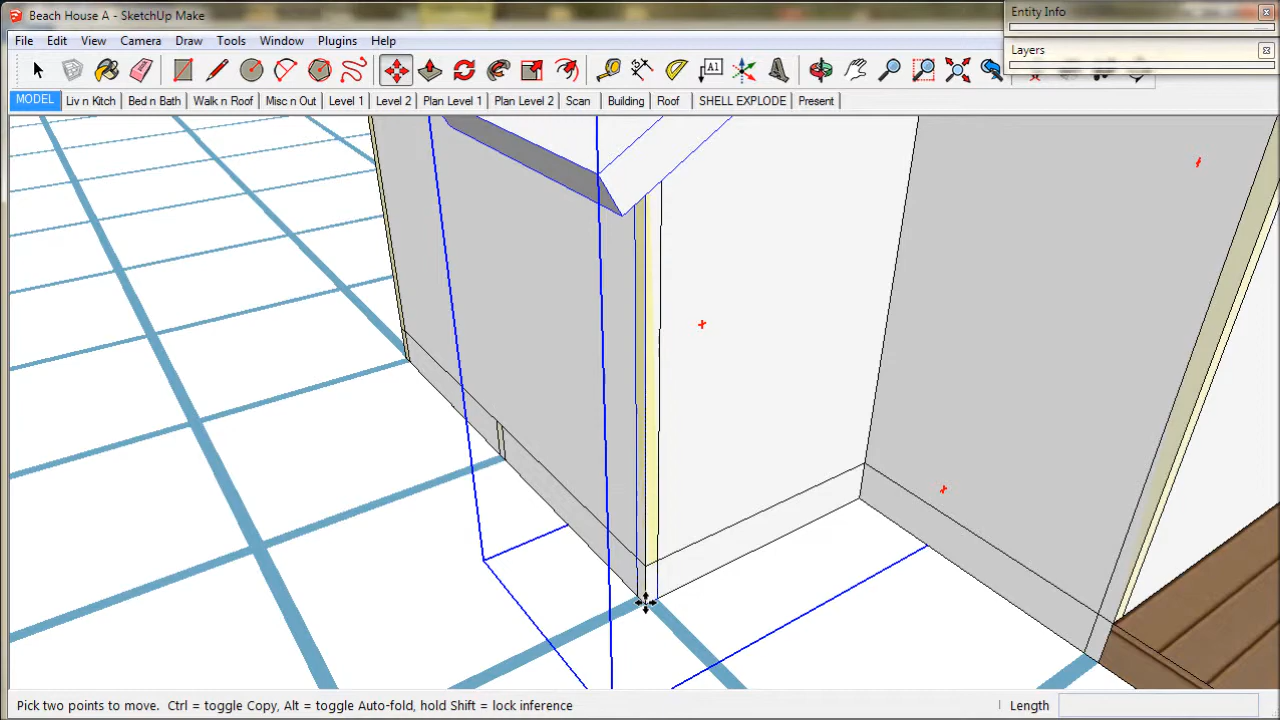 Beach House A - SketchUp Make
Entity Info
File Edit View Camera Draw Tools Window Plugins Help
Layers
A1
MODEL Liv n Kitch Bed n Bath Walk n Roof Misc n Out Level 1 Level 2 Plan Level 1 Plan Level 2 Scan Building Roof SHELL EXPLODE Present
Pick two points to move. Ctrl = toggle Copy, Alt = toggle Auto-fold, hold Shift = lock inference
Length